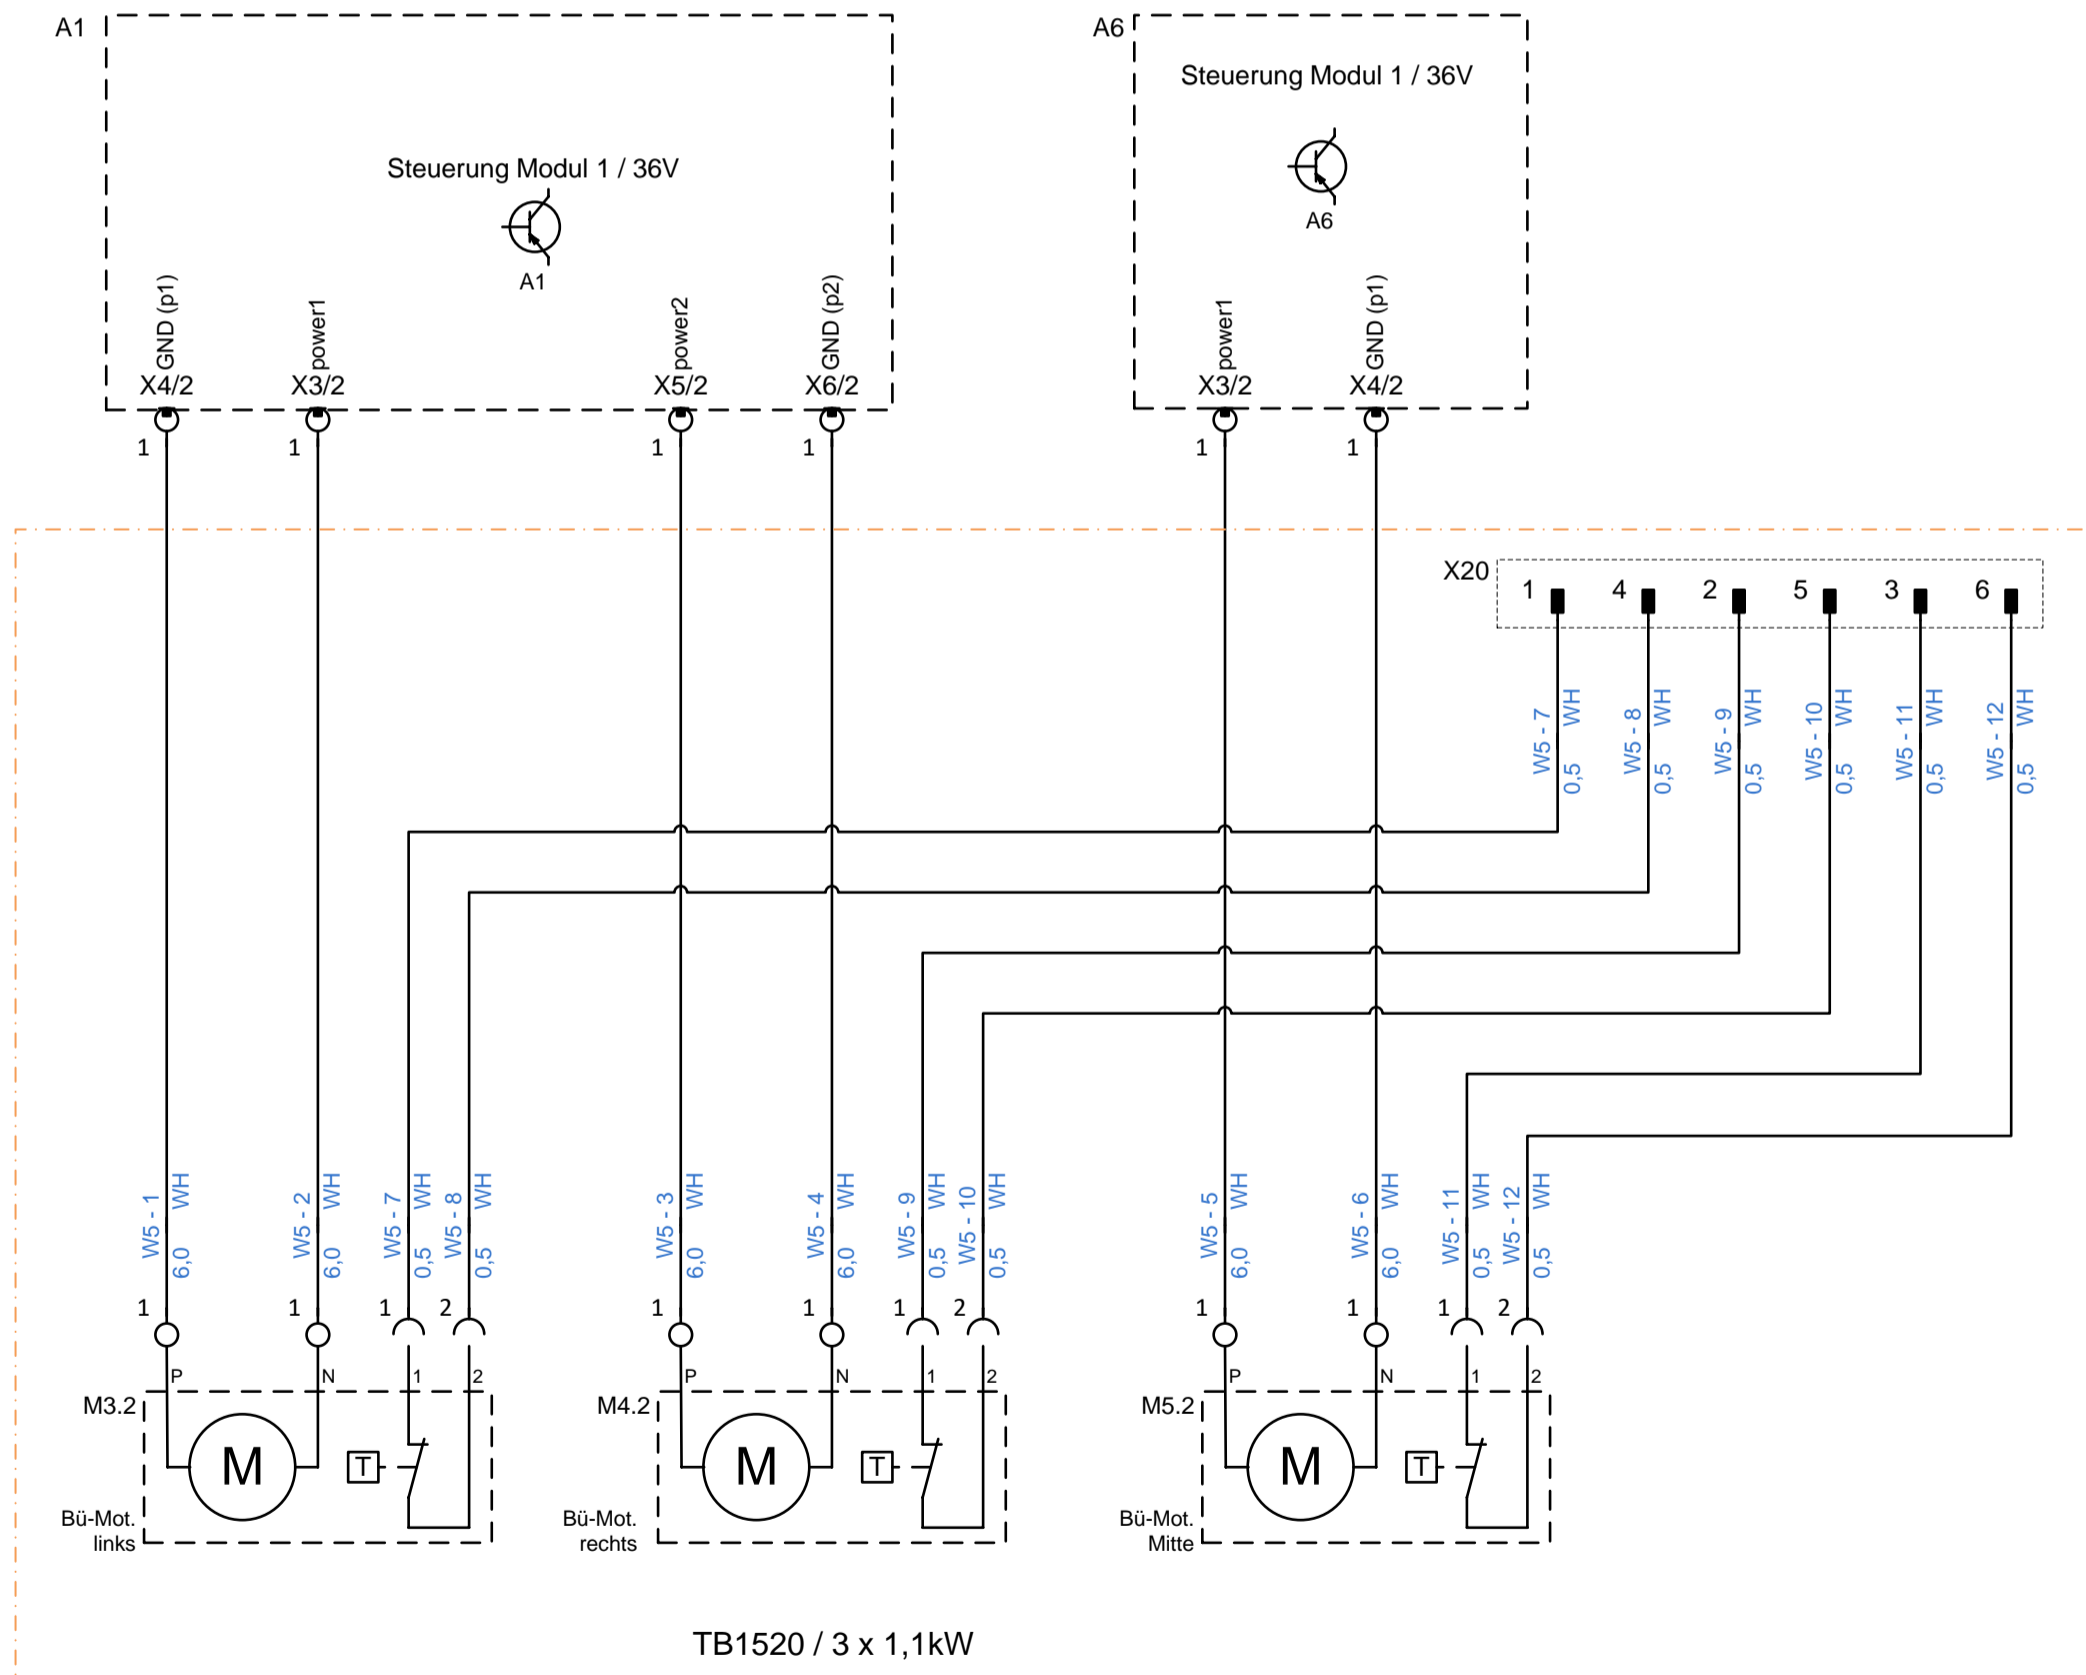 A1
A6
Steuerung Modul 1 / 36V
Steuerung Modul 1 / 36V
A1
A6
GND (p1)
power1
power2
GND (p2)
power1
GND (p1)
X4/2
X3/2
X5/2
X6/2
X3/2
X4/2
1
1
1
1
1
1
X20
1
4
2
5
3
6
W5 - 7
WH
0,5
W5 - 8
WH
0,5
W5 - 9
WH
0,5
W5 - 10
WH
0,5
W5 - 11
WH
0,5
W5 - 12
WH
0,5
W5 - 1
WH
6,0
W5 - 2
WH
6,0
W5 - 7
WH
0,5
W5 - 8
WH
0,5
W5 - 3
WH
6,0
W5 - 4
WH
6,0
W5 - 9
WH
0,5
W5 - 10
WH
0,5
W5 - 5
WH
6,0
W5 - 6
WH
6,0
W5 - 11
WH
0,5
W5 - 12
WH
0,5
1
1
1
2
1
1
1
2
1
1
1
2
P
N
1
2
P
N
1
2
P
N
1
2
M3.2
M4.2
M5.2
M
T
M
T
M
T
Bü-Mot.
links
Bü-Mot.
rechts
Bü-Mot.
Mitte
TB1520 / 3 x 1,1kW